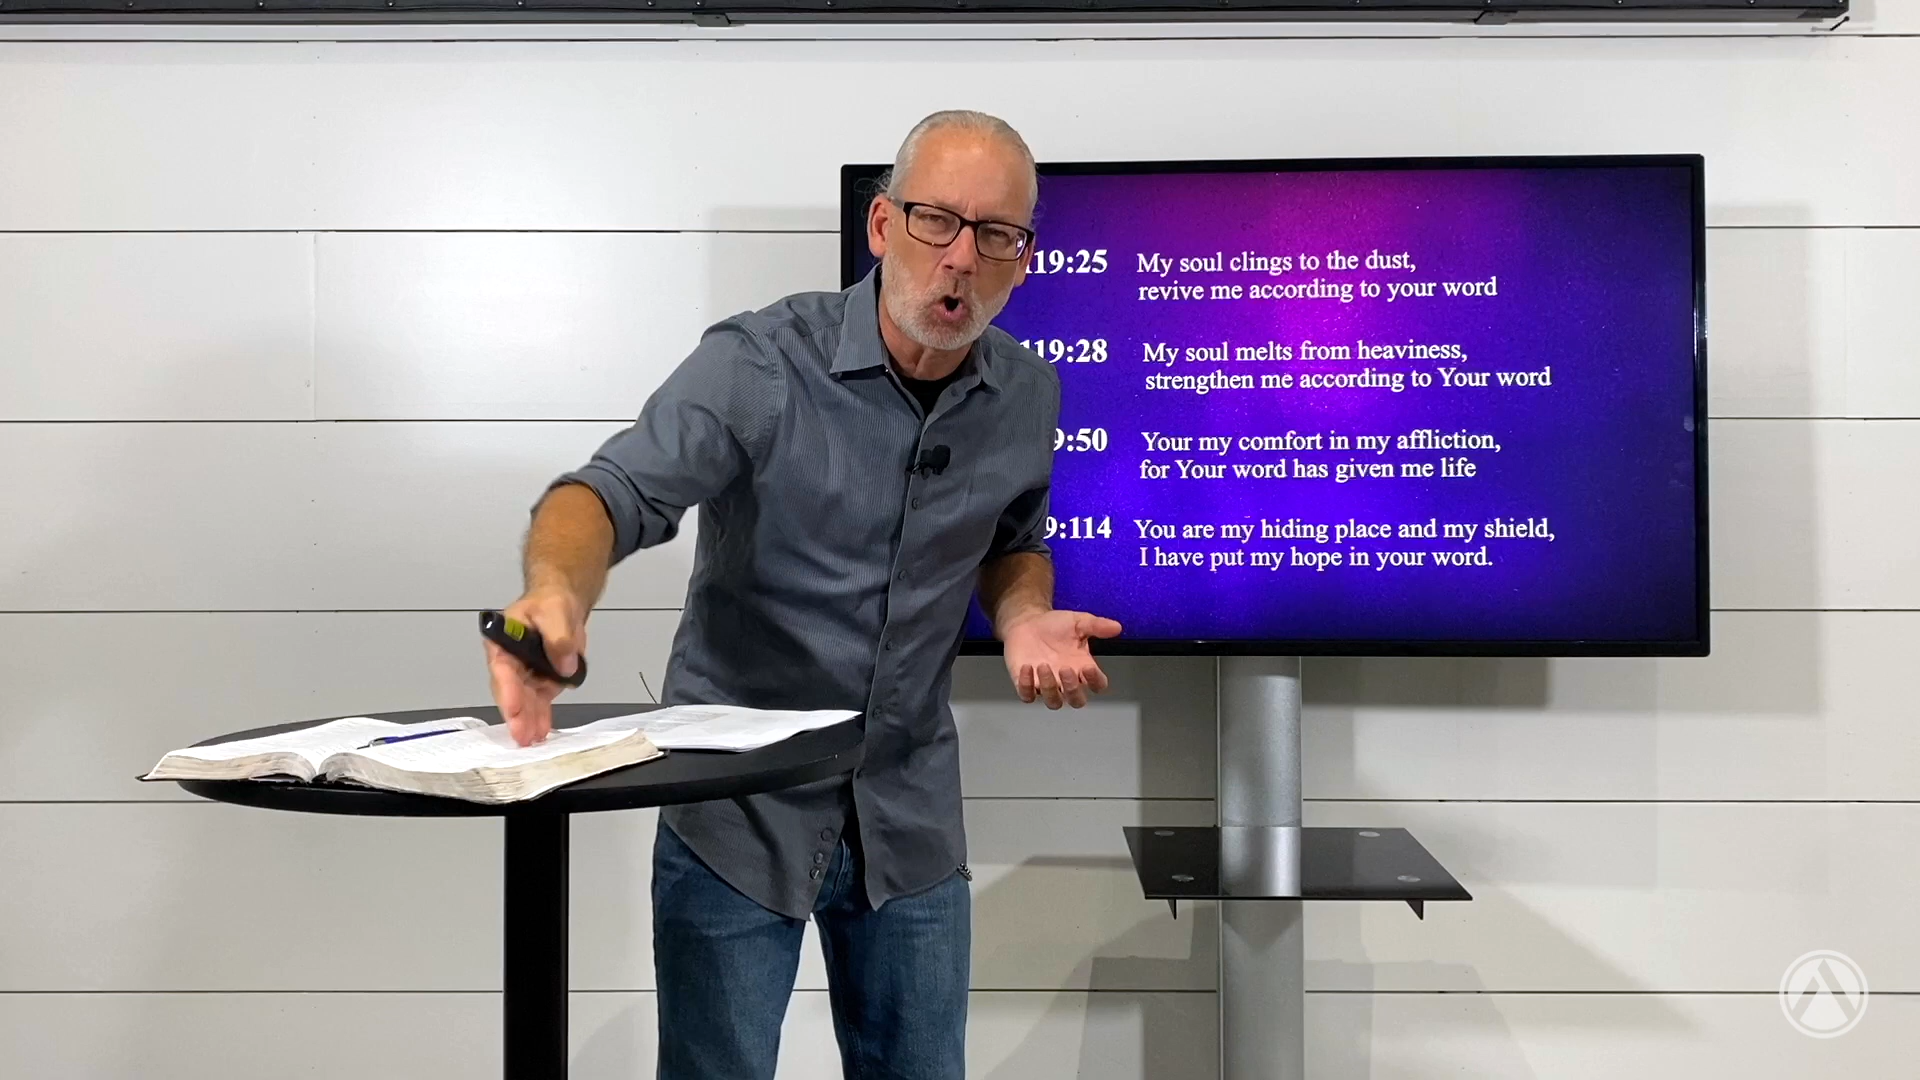 119:25 My soul clings to the dust,
revive me according to your word
119:28 My soul melts from heaviness,
strengthen me according to Your word
9:50 Your my comfort in my affliction,
for Your word has given me life
9:114 You are my hiding place and my shield,
I have put my hope in your word.